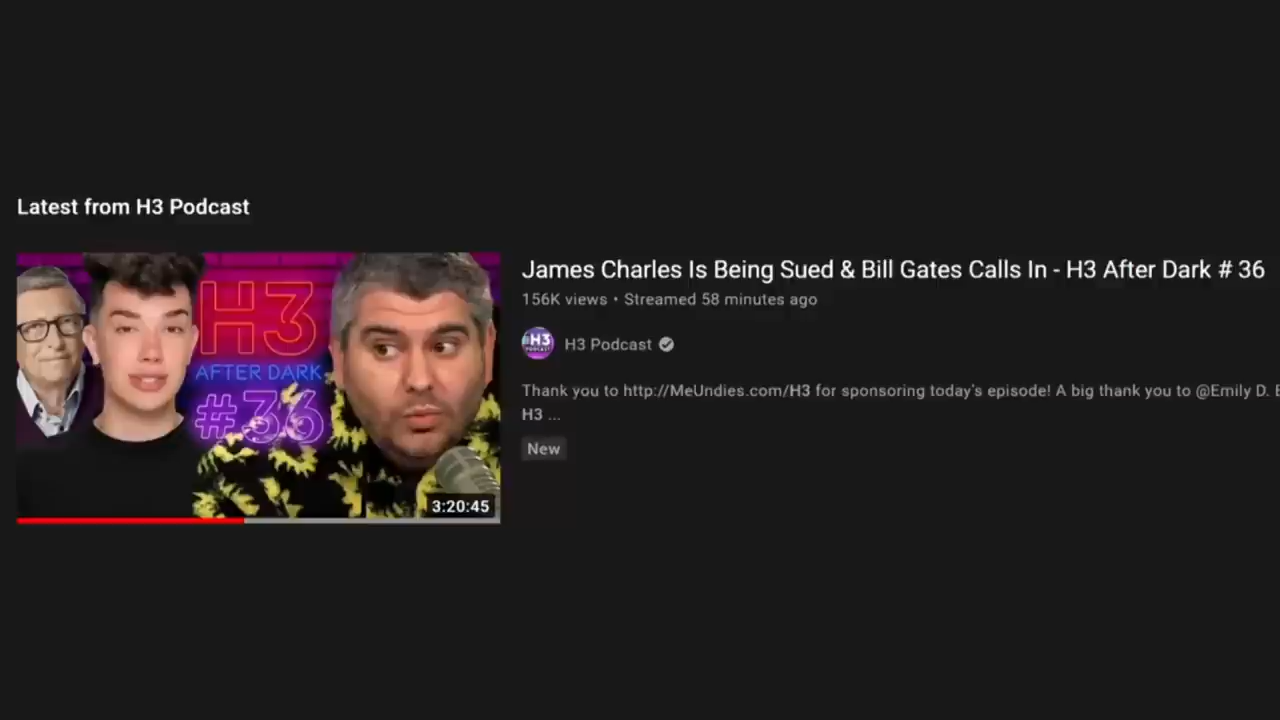 Latest from H3 Podcast
H3
AFTER DARK
#36
3:20:45
James Charles Is Being Sued & Bill Gates Calls In - H3 After Dark # 36
156K views • Streamed 58 minutes ago
H3
PODCAST
H3 Podcast
Thank you to http://MeUndies.com/H3 for sponsoring today's episode! A big thank you to @Emily D.
H3 ...
New